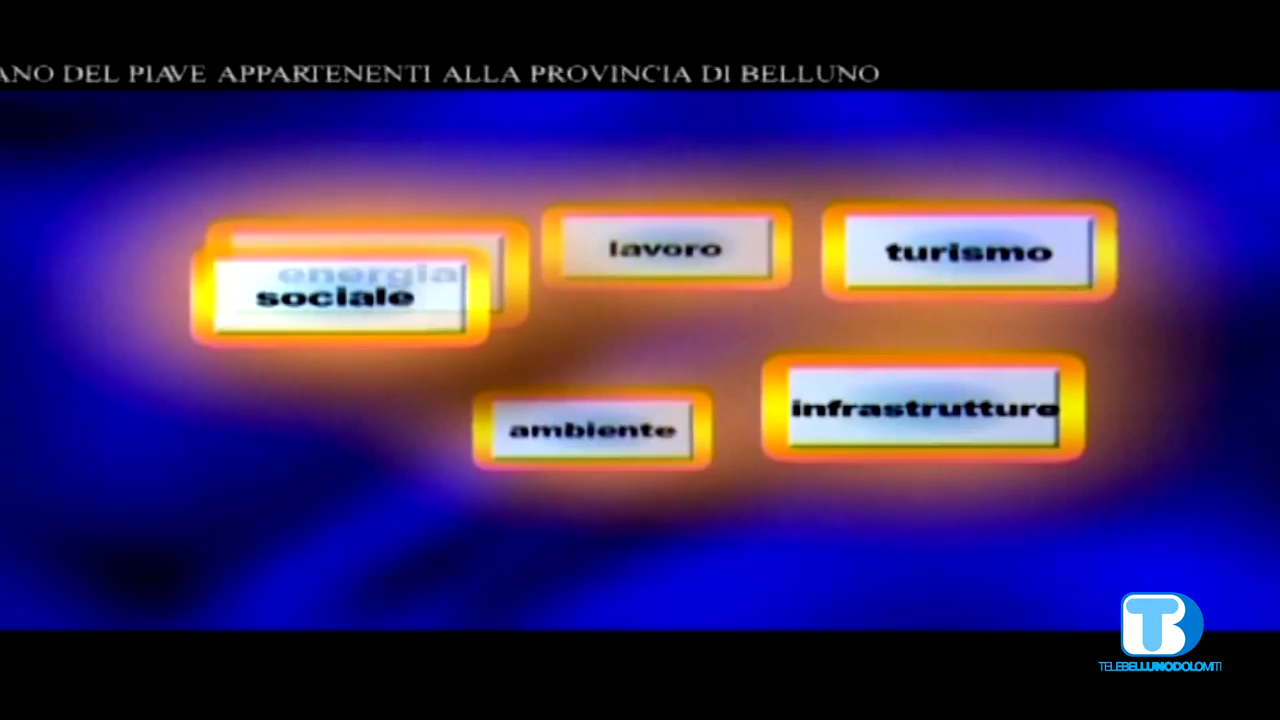 ANO DEL PIAVE APPARTENENTI ALLA PROVINCIA DI BELLUNO
energia
sociale
lavoro
turismo
ambiente
infrastrutture
TELEBELLUNODOLOMITI